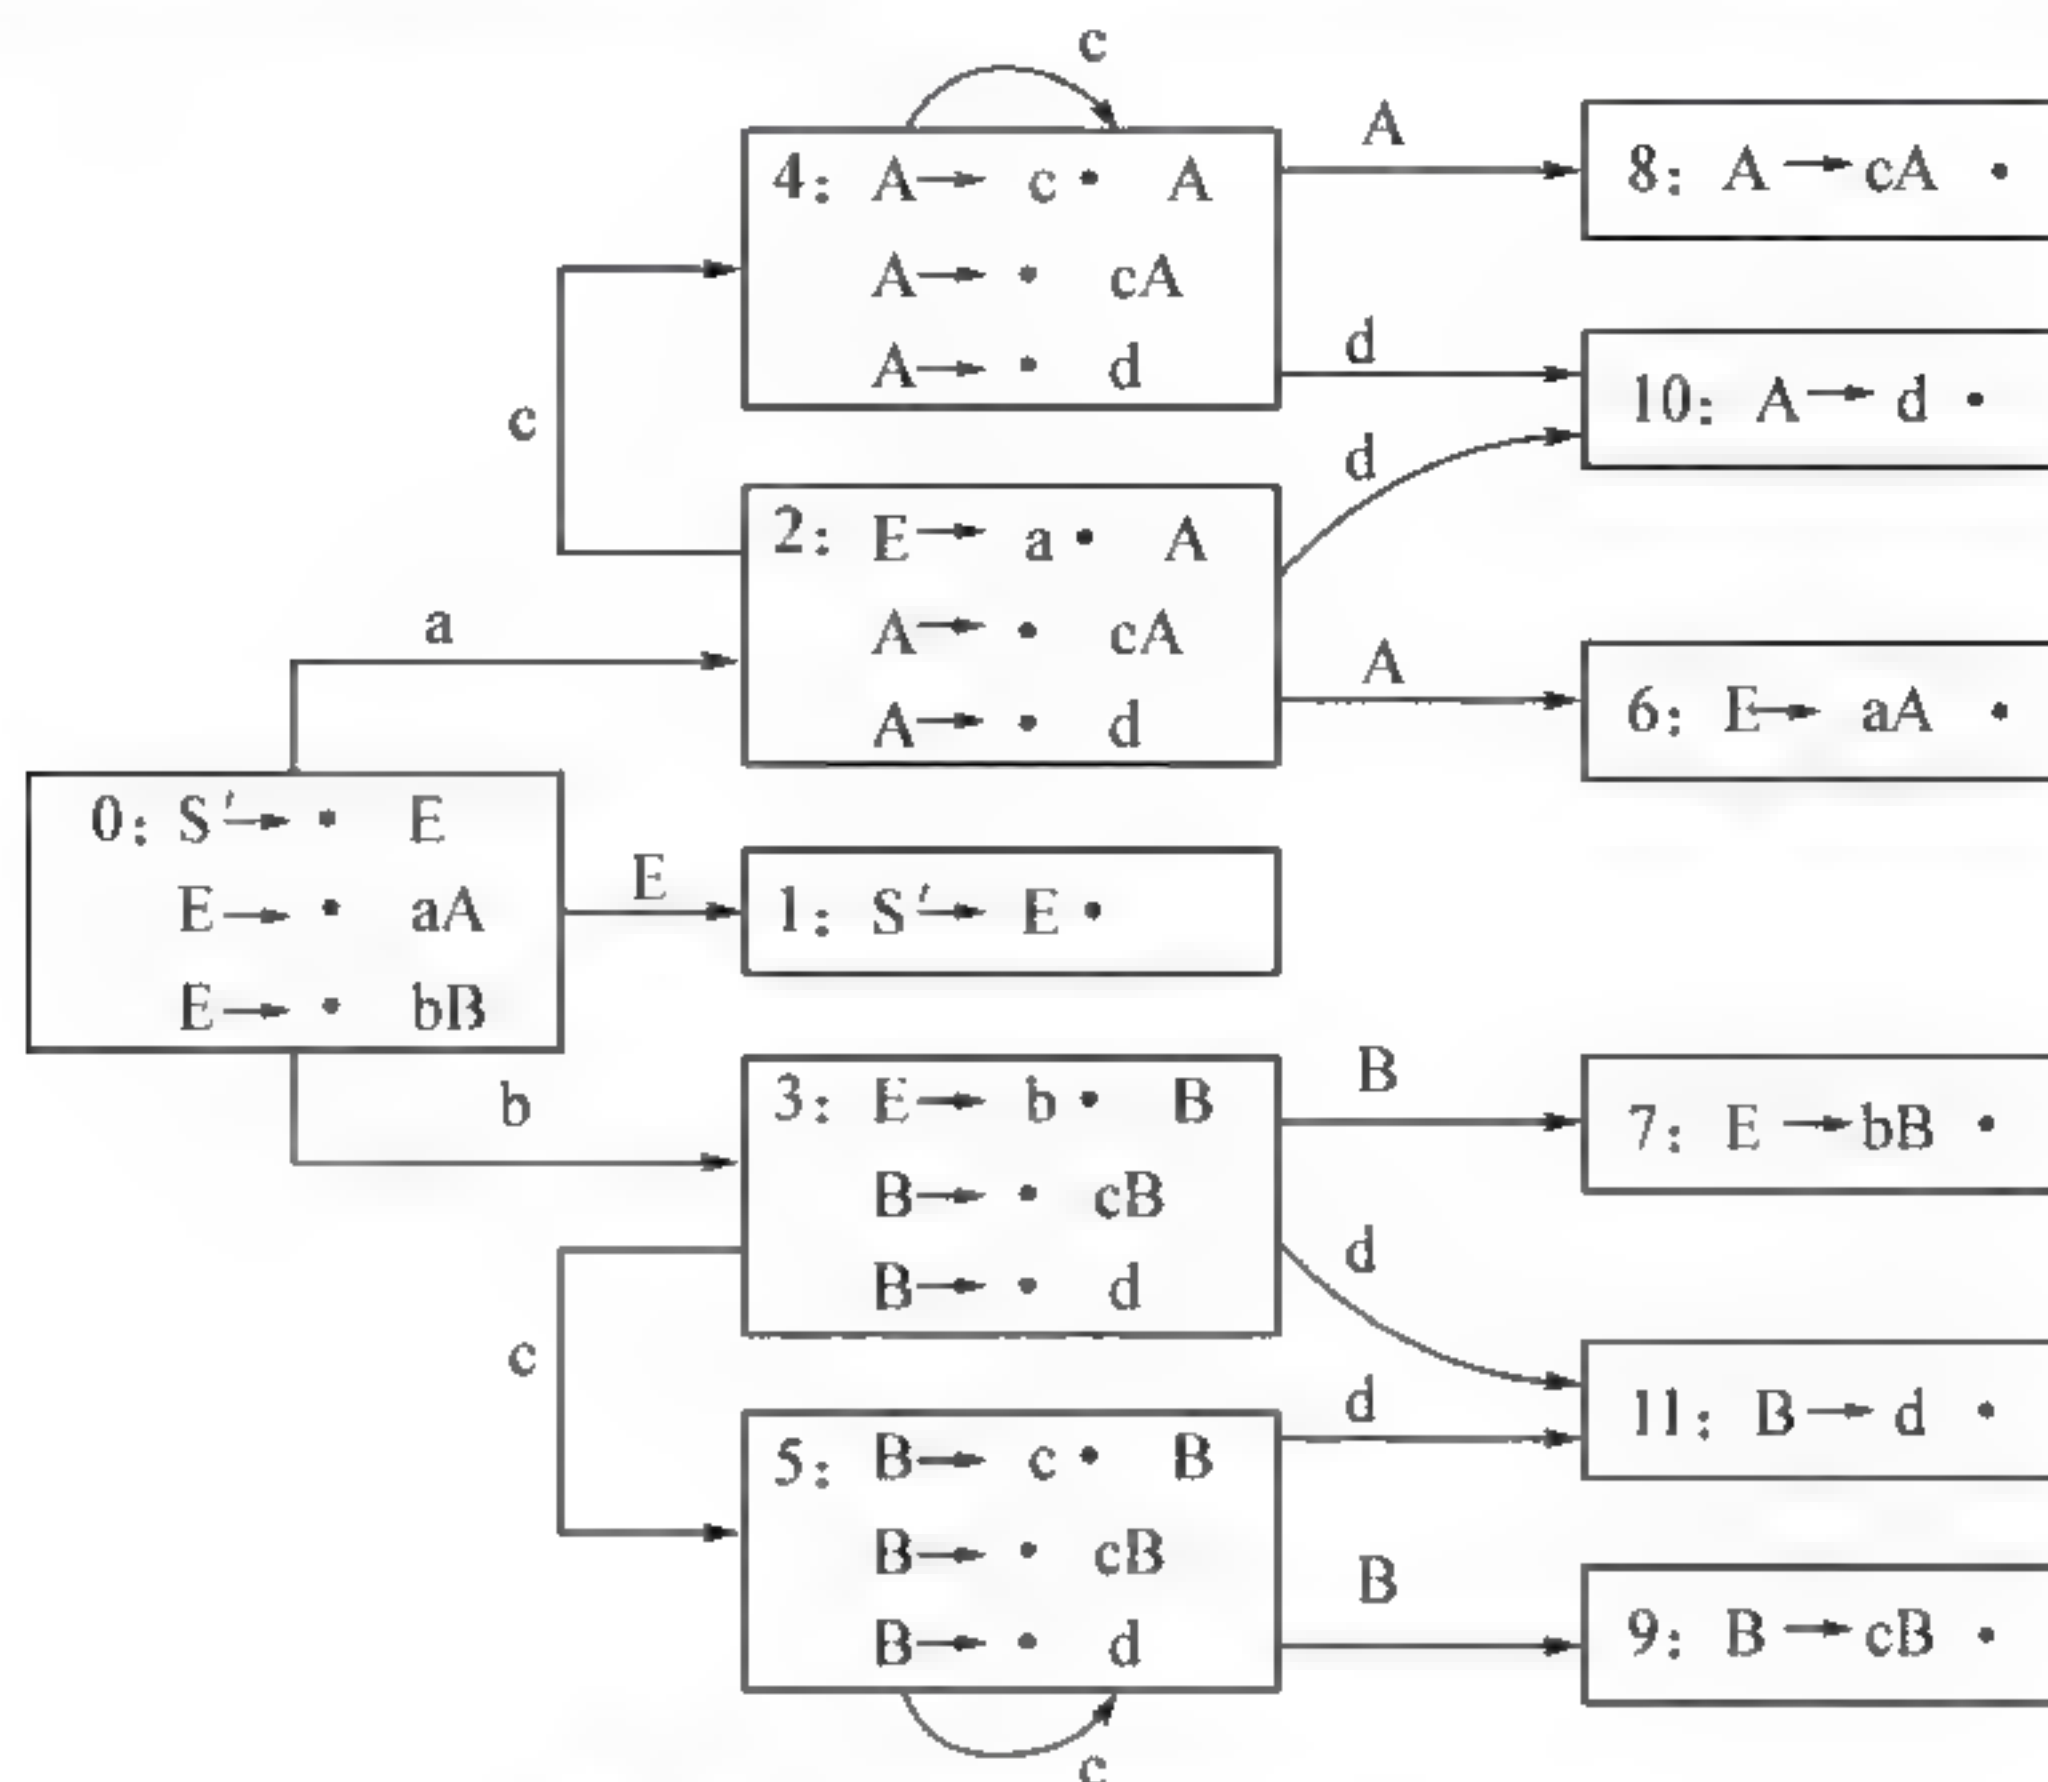 c
4: A→ c • A
A→ • cA
A→ • d
A
8: A→cA •
d
10: A→d •
c
d
2: E→ a • A
A→ • cA
A→ • d
A
6: E→ aA •
a
0: S′→ • E
E→ • aA
E→ • bB
E
1: S′→ E •
b
3: E→ b • B
B→ • cB
B→ • d
B
7: E→bB •
d
c
5: B→ c • B
B→ • cB
B→ • d
d
11: B→d •
B
9: B→cB •
c